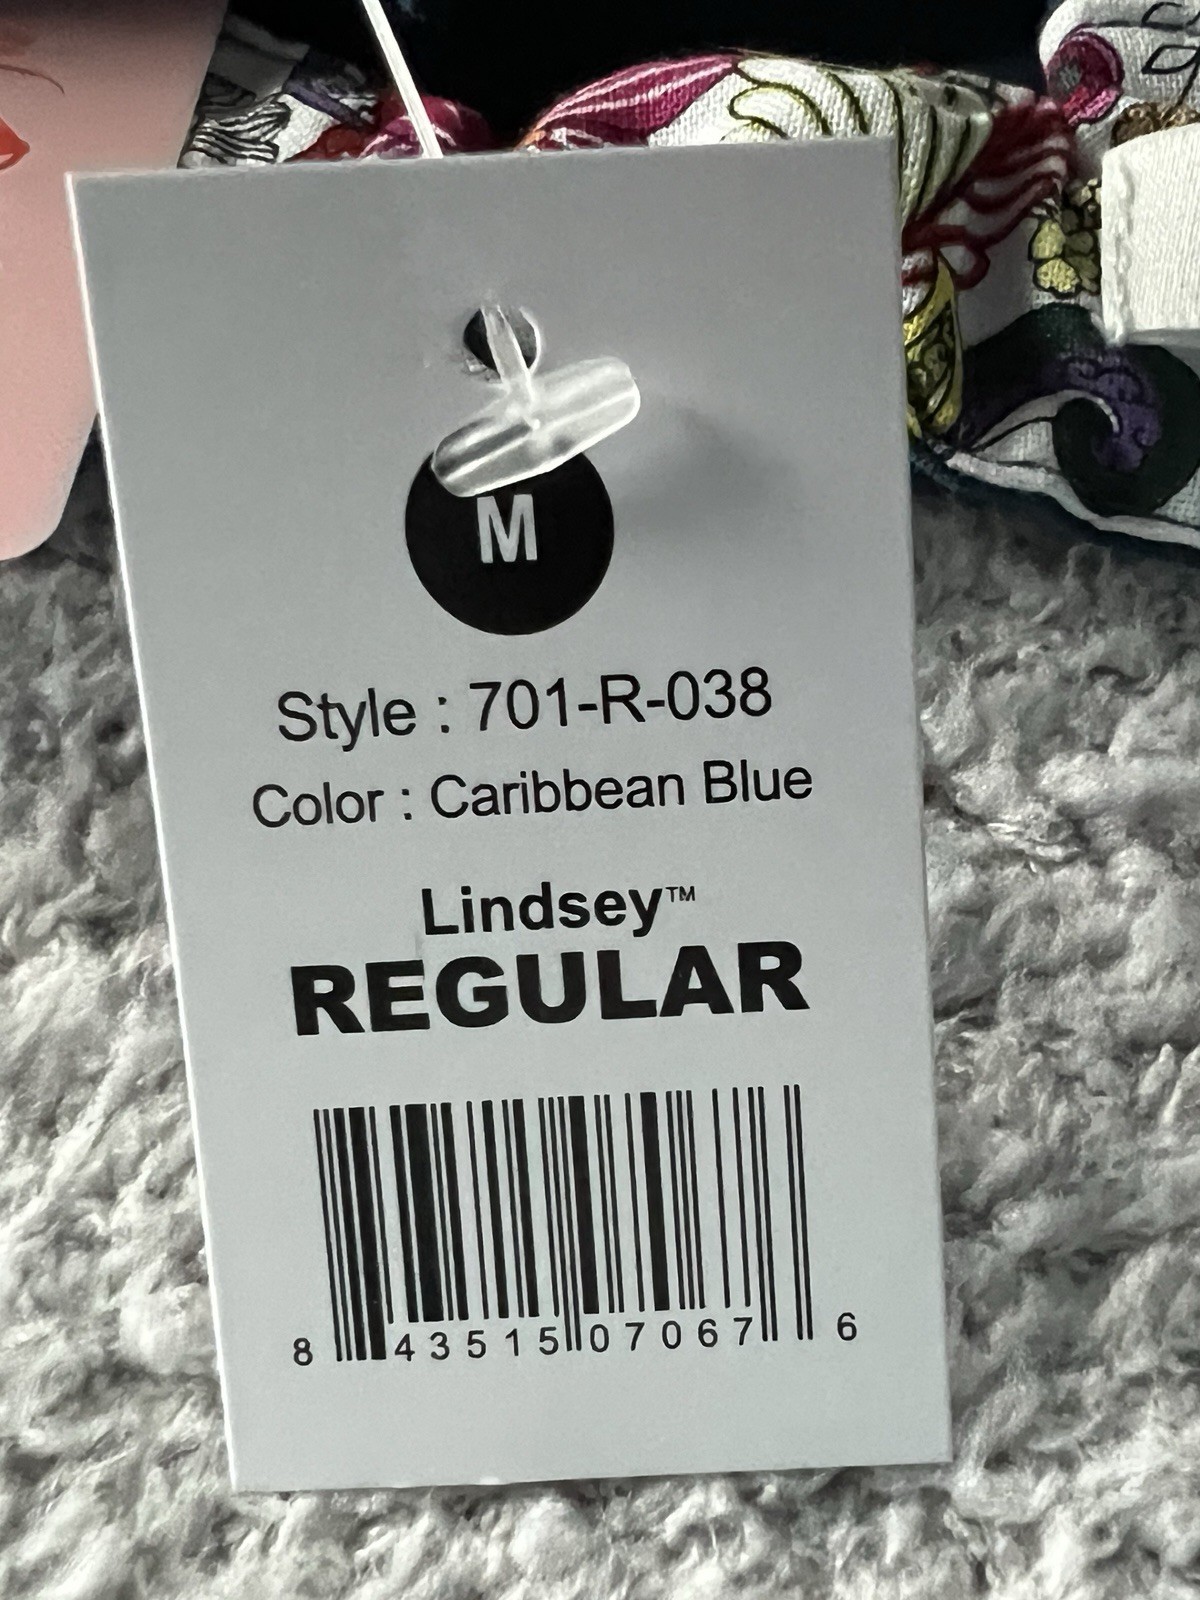 M
Style : 701-R-038
Color : Caribbean Blue
Lindsey™
REGULAR
8 43515 07067 6